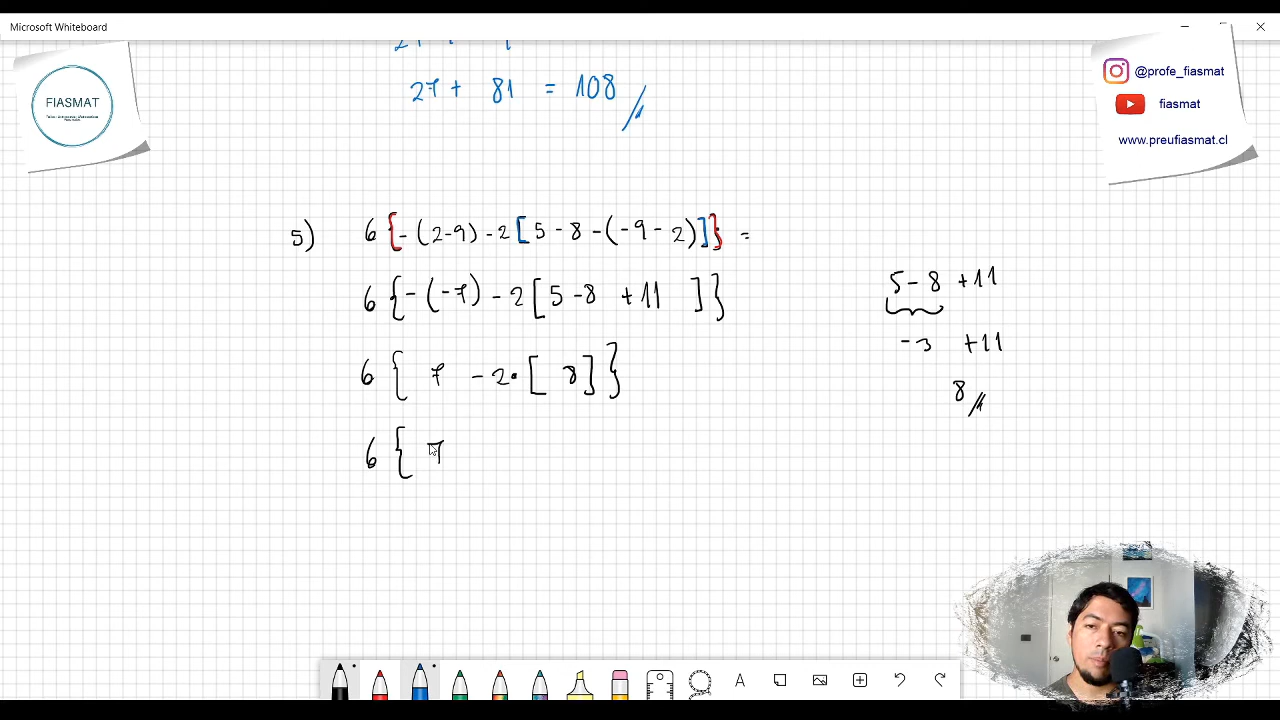 Microsoft Whiteboard
FIASMAT
@profe_fiasmat
fiasmat
www.preufiasmat.cl
27 + 81 = 108
5) 6 {-(2-9) -2 [5 - 8 -(-9 - 2)]} =
6 {-(-7) - 2 [5 - 8 + 11 ]}
6 { 7 - 2 · [ 8 ]}
6 { 7
5 - 8 + 11
-3 + 11
8
A